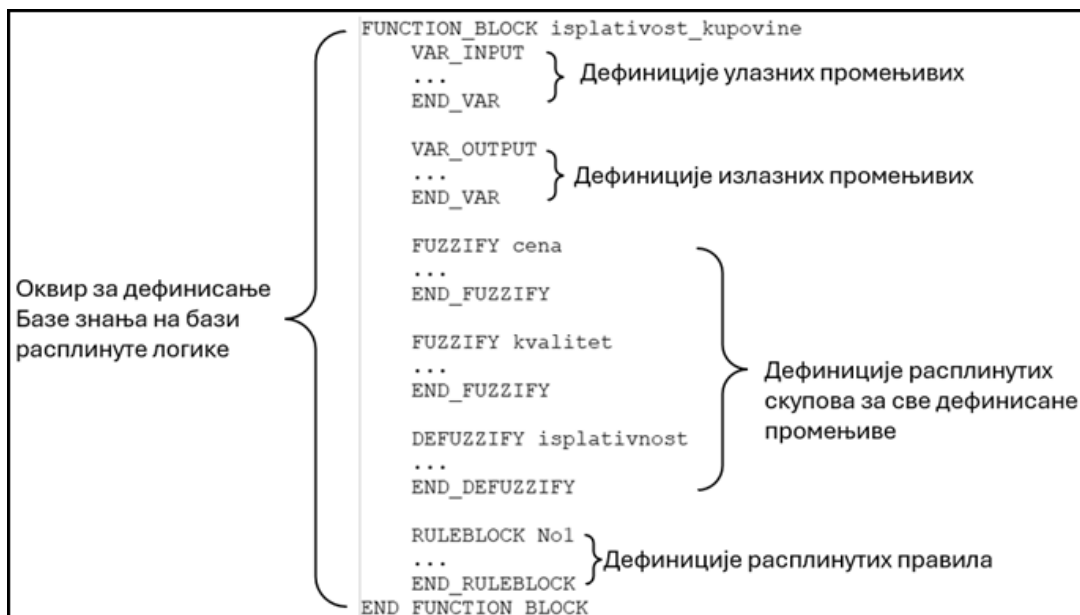 FUNCTION_BLOCK isplativost_kupovine
VAR_INPUT
...
END_VAR
Дефиниције улазних промењивих
VAR_OUTPUT
...
END_VAR
Дефиниције излазних промењивих
FUZZIFY cena
...
END_FUZZIFY
FUZZIFY kvalitet
...
END_FUZZIFY
DEFUZZIFY isplativnost
...
END_DEFUZZIFY
Дефиниције расплинутих
скупова за све дефинисане
промењиве
RULEBLOCK No1
...
END_RULEBLOCK
Дефиниције расплинутих правила
END_FUNCTION_BLOCK
Оквир за дефинисање
Базе знања на бази
расплинуте логике